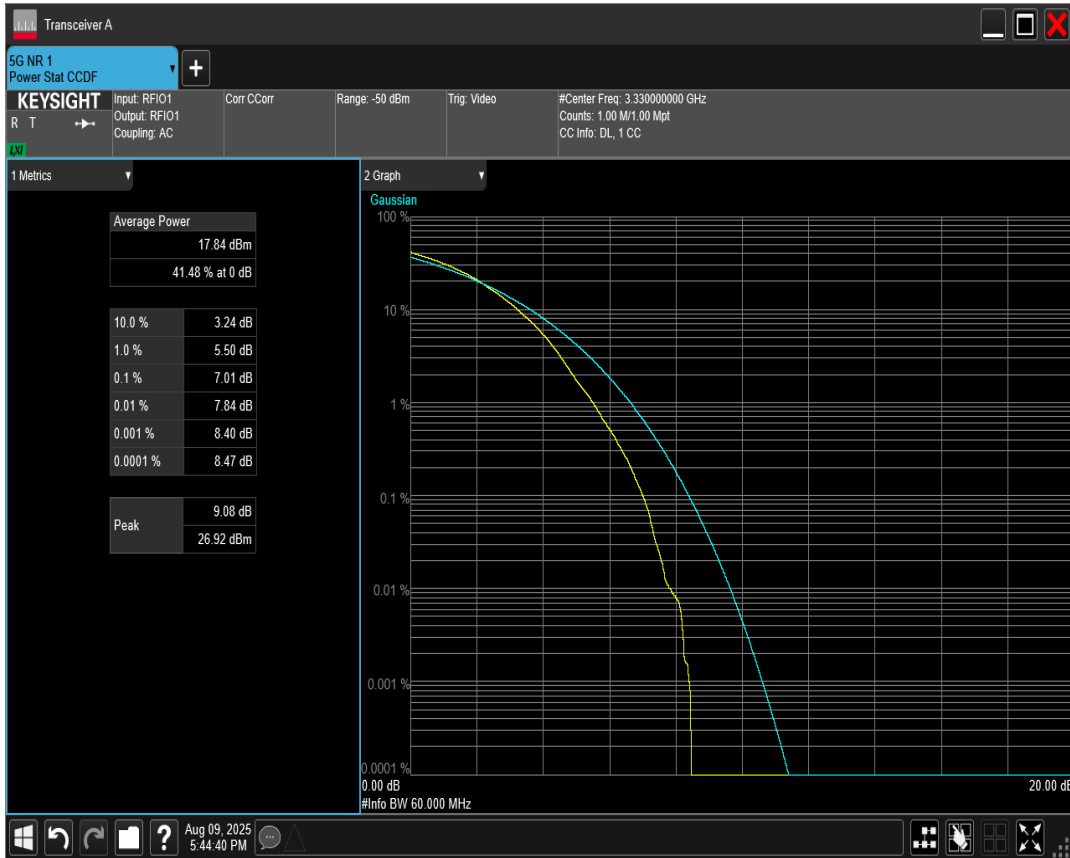 Transceiver A
5G NR 1
Power Stat CCDF
+
KEYSIGHT
R T
LXI
Input: RFIO1
Output: RFIO1
Coupling: AC
Corr CCorr
Range: -50 dBm
Trig: Video
#Center Freq: 3.330000000 GHz
Counts: 1.00 M/1.00 Mpt
CC Info: DL, 1 CC
1 Metrics
Average Power
17.84 dBm
41.48 % at 0 dB
10.0 % 3.24 dB
1.0 % 5.50 dB
0.1 % 7.01 dB
0.01 % 7.84 dB
0.001 % 8.40 dB
0.0001 % 8.47 dB
Peak
9.08 dB
26.92 dBm
2 Graph
Gaussian
100 %
10 %
1 %
0.1 %
0.01 %
0.001 %
0.0001 %
0.00 dB 20.00 dB
#Info BW 60.000 MHz
?
Aug 09, 2025
5:44:40 PM